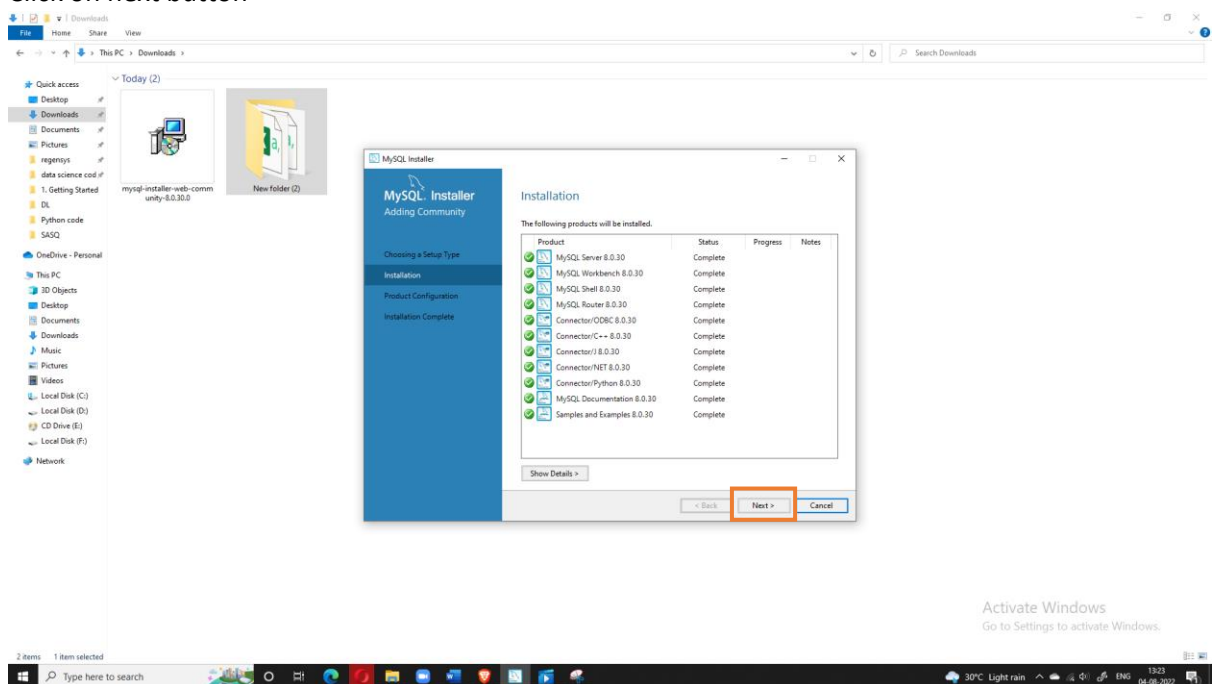 Click on next button
Downloads
File Home Share View
This PC > Downloads >
Search Downloads
Quick access
Desktop
Downloads
Documents
Pictures
regensys
data science cod
1. Getting Started
DL
Python code
SASQ
OneDrive - Personal
This PC
3D Objects
Desktop
Documents
Downloads
Music
Pictures
Videos
Local Disk (C:)
Local Disk (D:)
CD Drive (E:)
Local Disk (F:)
Network
Today (2)
mysql-installer-web-comm
unity-8.0.30.0
New folder (2)
MySQL Installer
MySQL. Installer
Adding Community
Choosing a Setup Type
Installation
Product Configuration
Installation Complete
Installation
The following products will be installed.
Product Status Progress Notes
MySQL Server 8.0.30 Complete
MySQL Workbench 8.0.30 Complete
MySQL Shell 8.0.30 Complete
MySQL Router 8.0.30 Complete
Connector/ODBC 8.0.30 Complete
Connector/C++ 8.0.30 Complete
Connector/J 8.0.30 Complete
Connector/NET 8.0.30 Complete
Connector/Python 8.0.30 Complete
MySQL Documentation 8.0.30 Complete
Samples and Examples 8.0.30 Complete
Show Details >
< Back Next > Cancel
Activate Windows
Go to Settings to activate Windows.
2 items 1 item selected
Type here to search
30°C Light rain ENG
13:23
04-08-2022